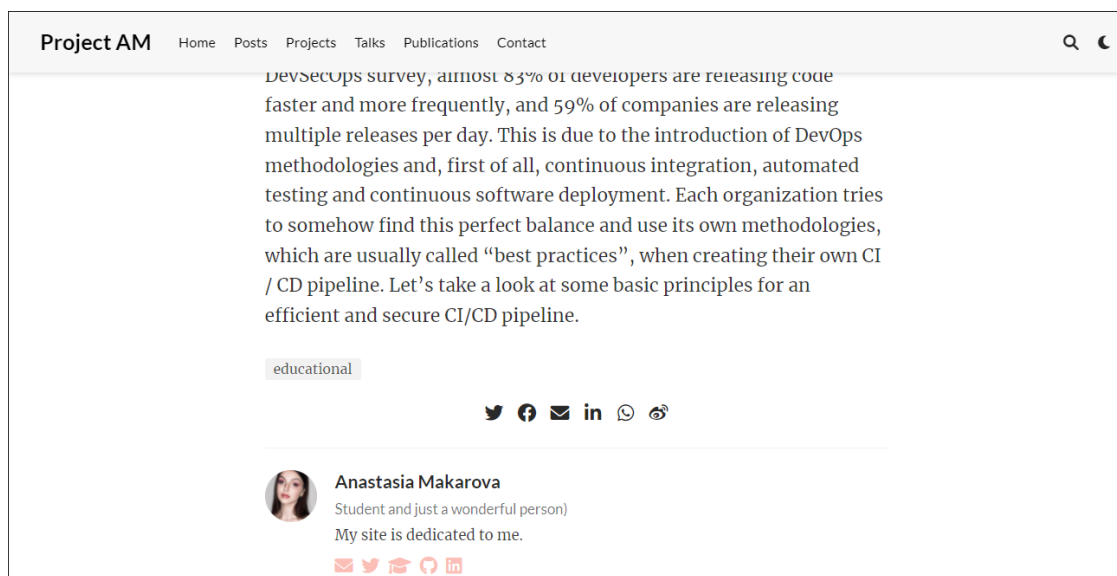 Project AM Home Posts Projects Talks Publications Contact
DevSecOps survey, almost 83% of developers are releasing code
faster and more frequently, and 59% of companies are releasing
multiple releases per day. This is due to the introduction of DevOps
methodologies and, first of all, continuous integration, automated
testing and continuous software deployment. Each organization tries
to somehow find this perfect balance and use its own methodologies,
which are usually called “best practices”, when creating their own CI
/ CD pipeline. Let’s take a look at some basic principles for an
efficient and secure CI/CD pipeline.
educational
Anastasia Makarova
Student and just a wonderful person)
My site is dedicated to me.